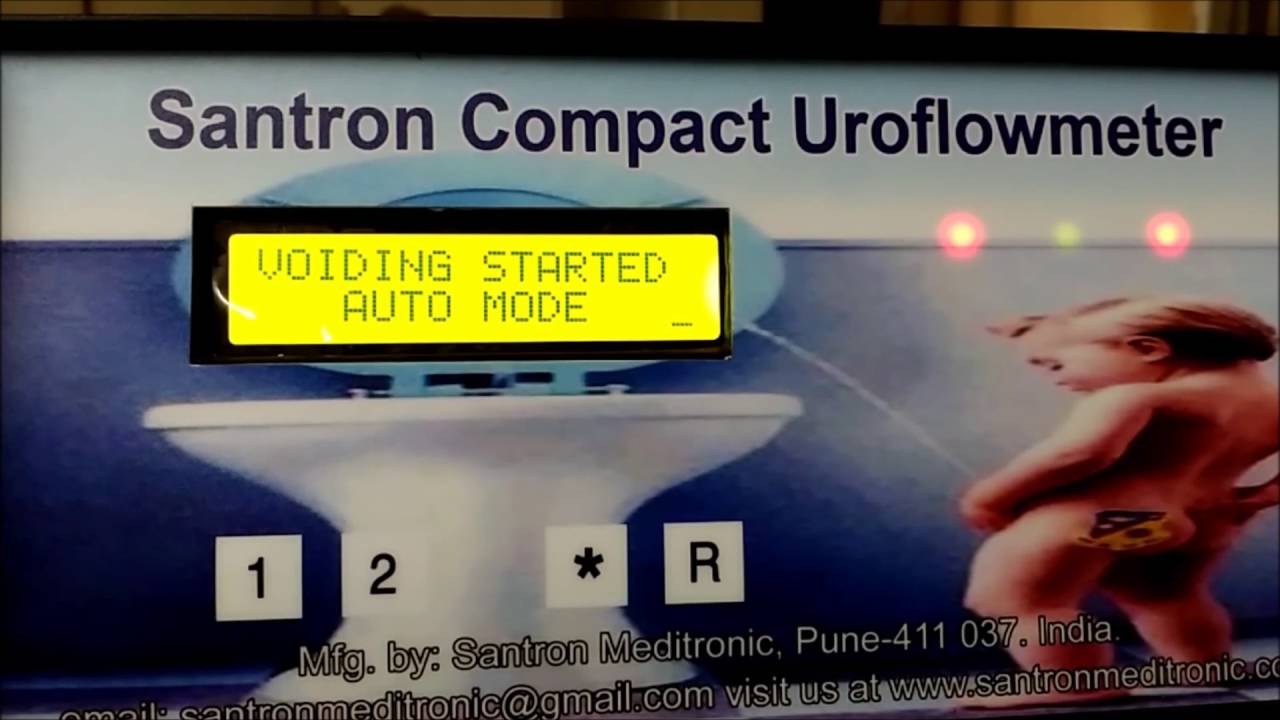 Santron Compact Uroflowmeter
VOIDING STARTED
AUTO MODE _
1 2 * R
Mfg. by: Santron Meditronic, Pune-411 037. India.
email: santronmeditronic@gmail.com visit us at www.santronmeditronic.co